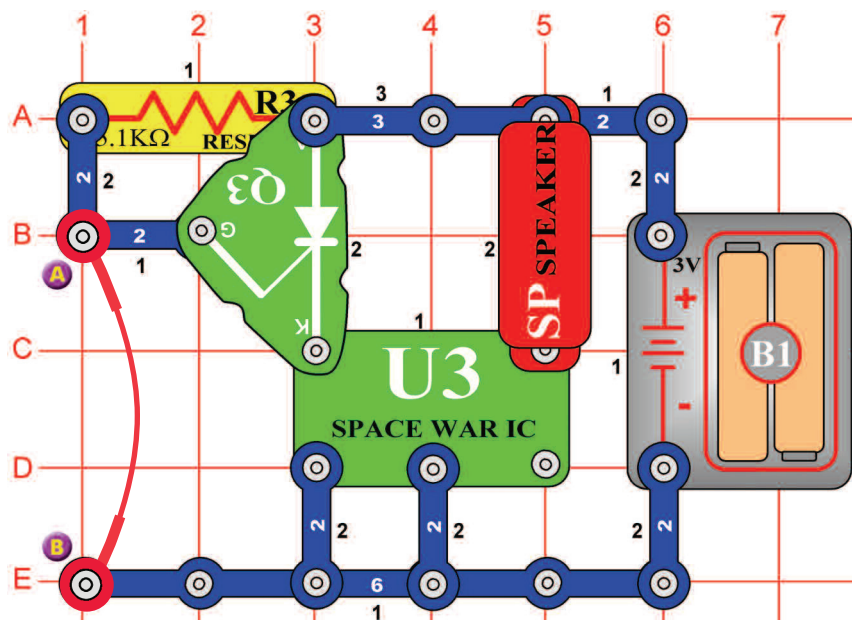 1 2 3 4 5 6 7
1 3 1
A R3 3 2
5.1KΩ RES
2 2 Q3 2 2
B 2 G 2 2 SP SPEAKER 3V
A 1 +
K 1 B1
C U3 1
SPACE WAR IC -
D
2 2 2 2 2 2
B
E 6
1